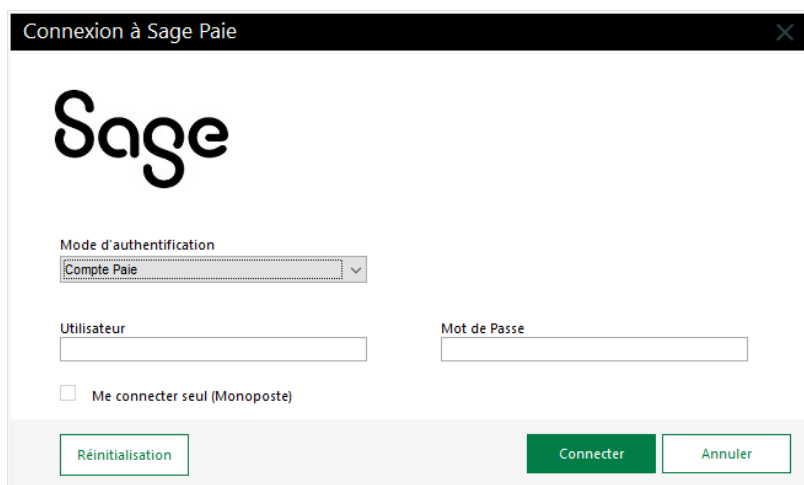 Connexion à Sage Paie
Sage
Mode d'authentification
Compte Paie
Utilisateur
Mot de Passe
Me connecter seul (Monoposte)
Réinitialisation
Connecter
Annuler